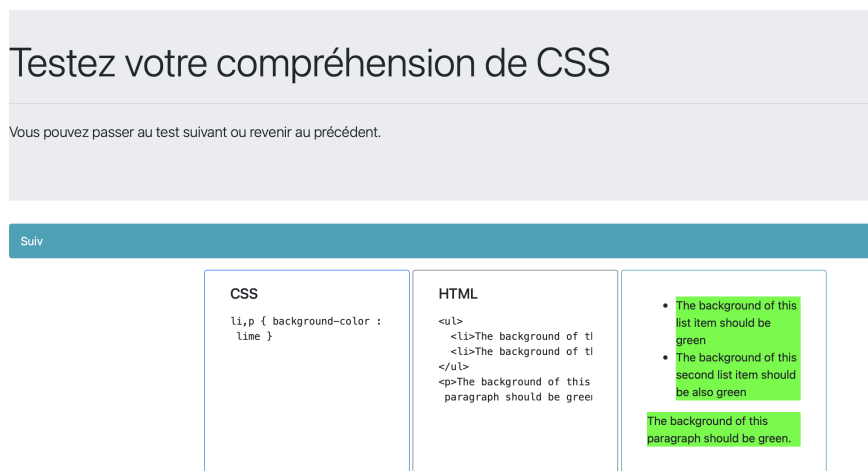 Testez votre compréhension de CSS
Vous pouvez passer au test suivant ou revenir au précédent.
Suiv
CSS
li,p { background-color :
lime }
HTML
<ul>
<li>The background of
<li>The background of
</ul>
<p>The background of this
paragraph should be
The background of this
list item should be
green
The background of this
second list item should
be also green
The background of this
paragraph should be green.